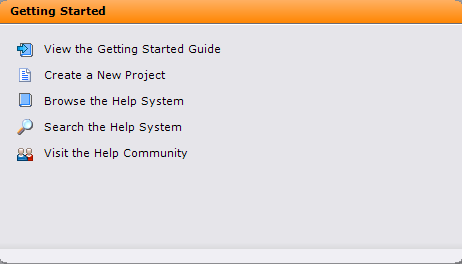 Getting Started
View the Getting Started Guide
Create a New Project
Browse the Help System
Search the Help System
Visit the Help Community